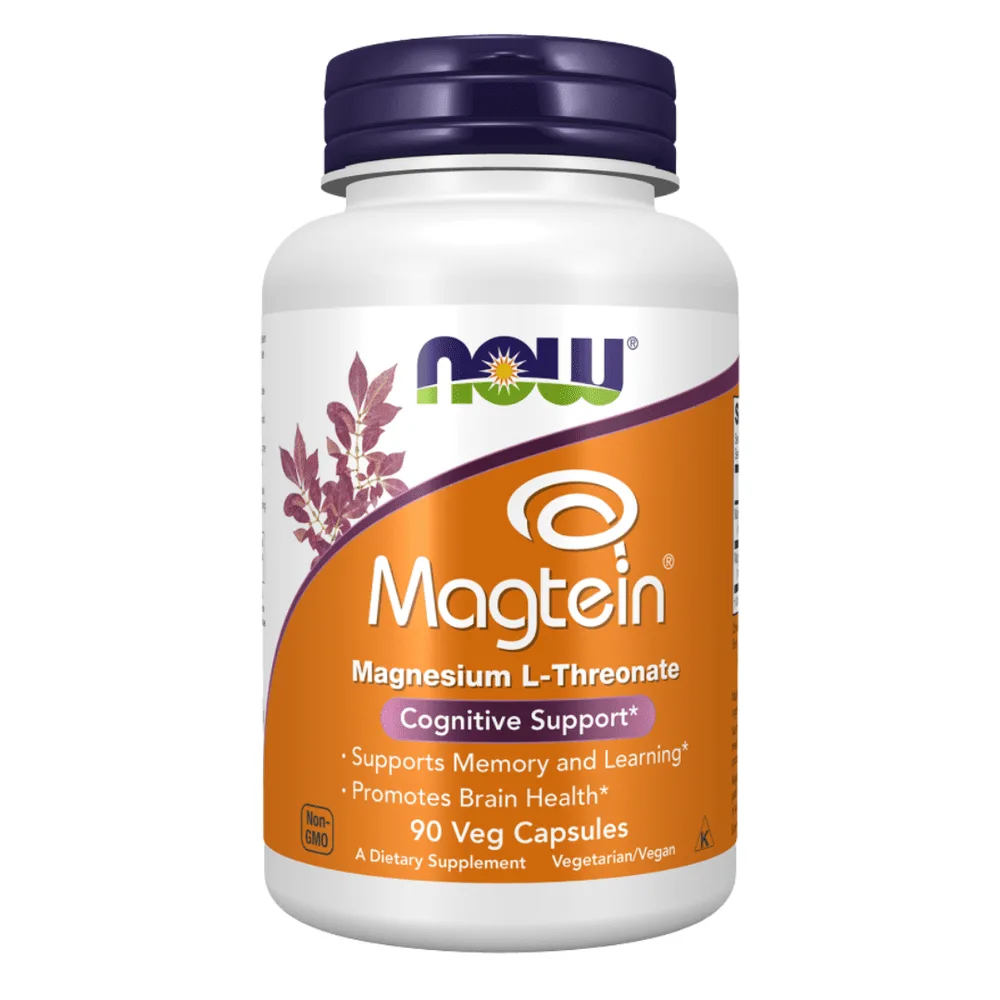 NOW®
Magtein®
Magnesium L-Threonate
Cognitive Support*
· Supports Memory and Learning*
· Promotes Brain Health*
Non-
GMO
90 Veg Capsules
K
A Dietary Supplement Vegetarian/Vegan